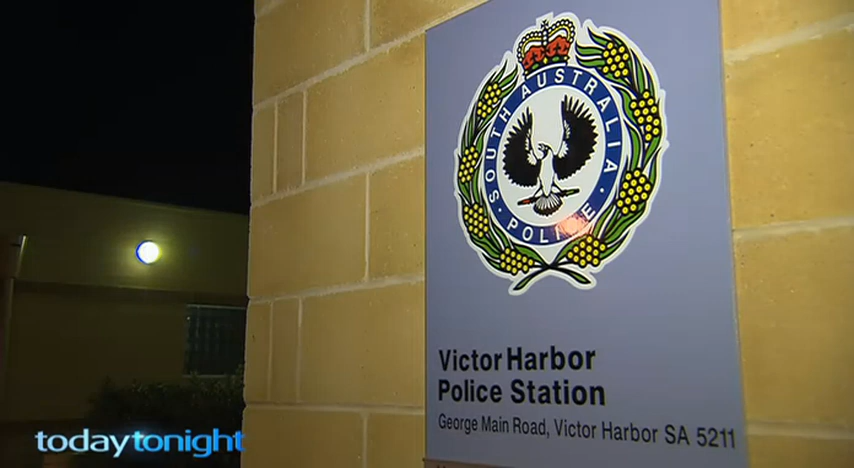 SOUTH AUSTRALIA
POLICE
Victor Harbor
Police Station
George Main Road, Victor Harbor SA 5211
todaytonight